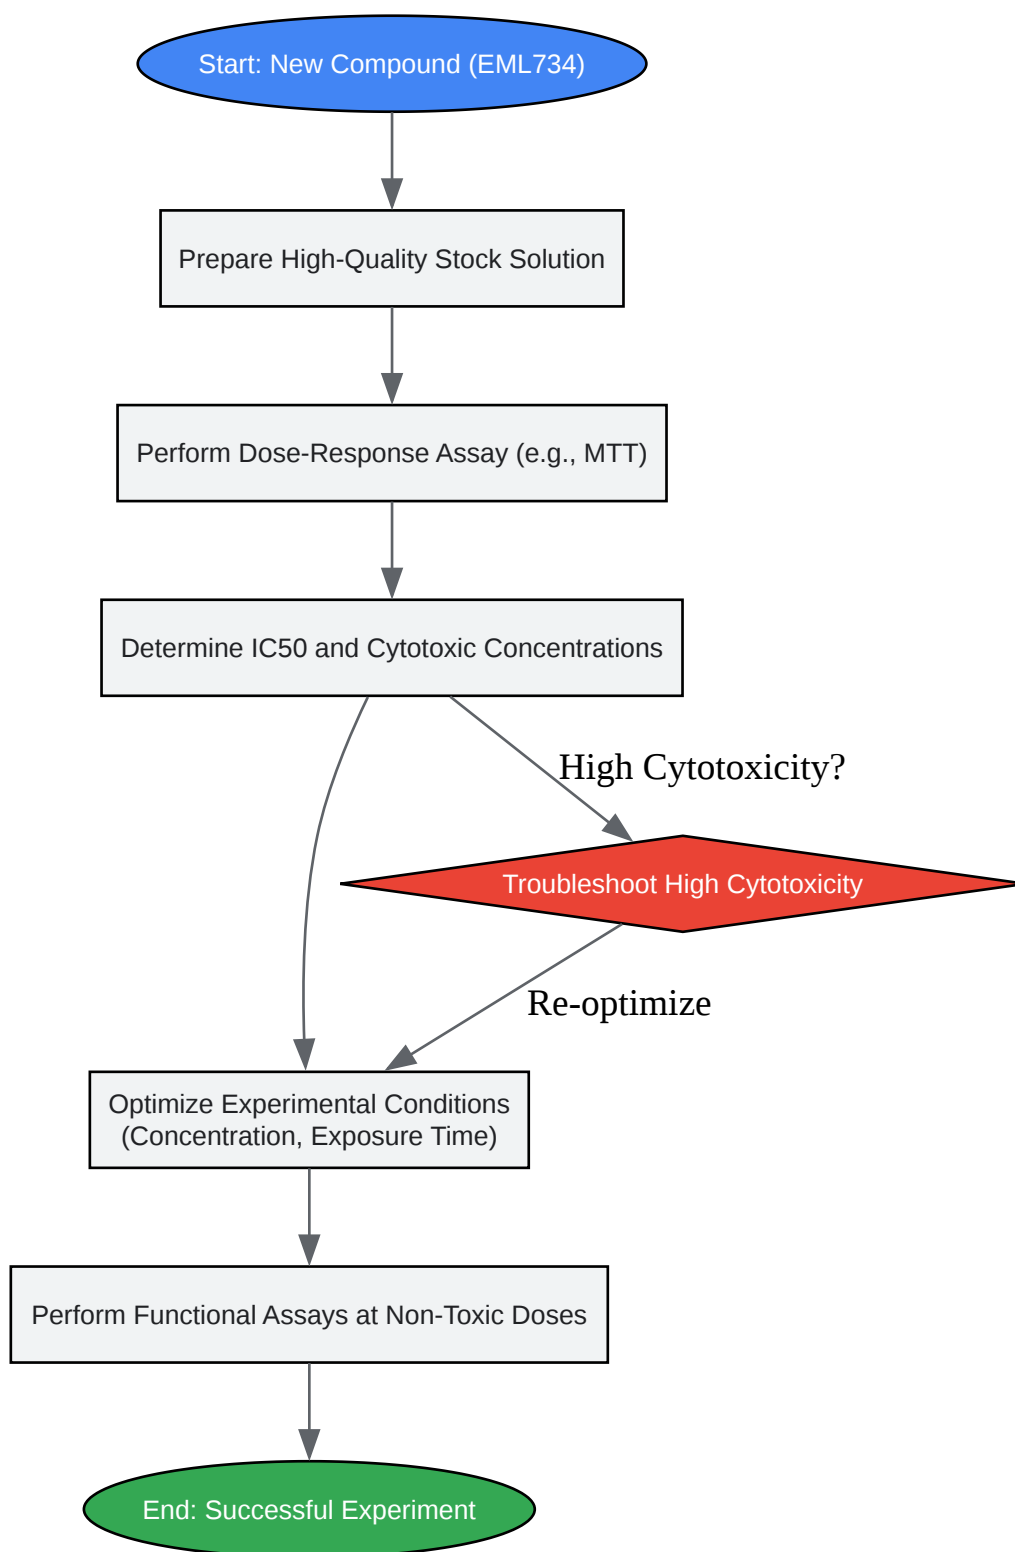 Start: New Compound (EML734)
Prepare High-Quality Stock Solution
Perform Dose-Response Assay (e.g., MTT)
Determine IC50 and Cytotoxic Concentrations
High Cytotoxicity?
Troubleshoot High Cytotoxicity
Re-optimize
Optimize Experimental Conditions
(Concentration, Exposure Time)
Perform Functional Assays at Non-Toxic Doses
End: Successful Experiment